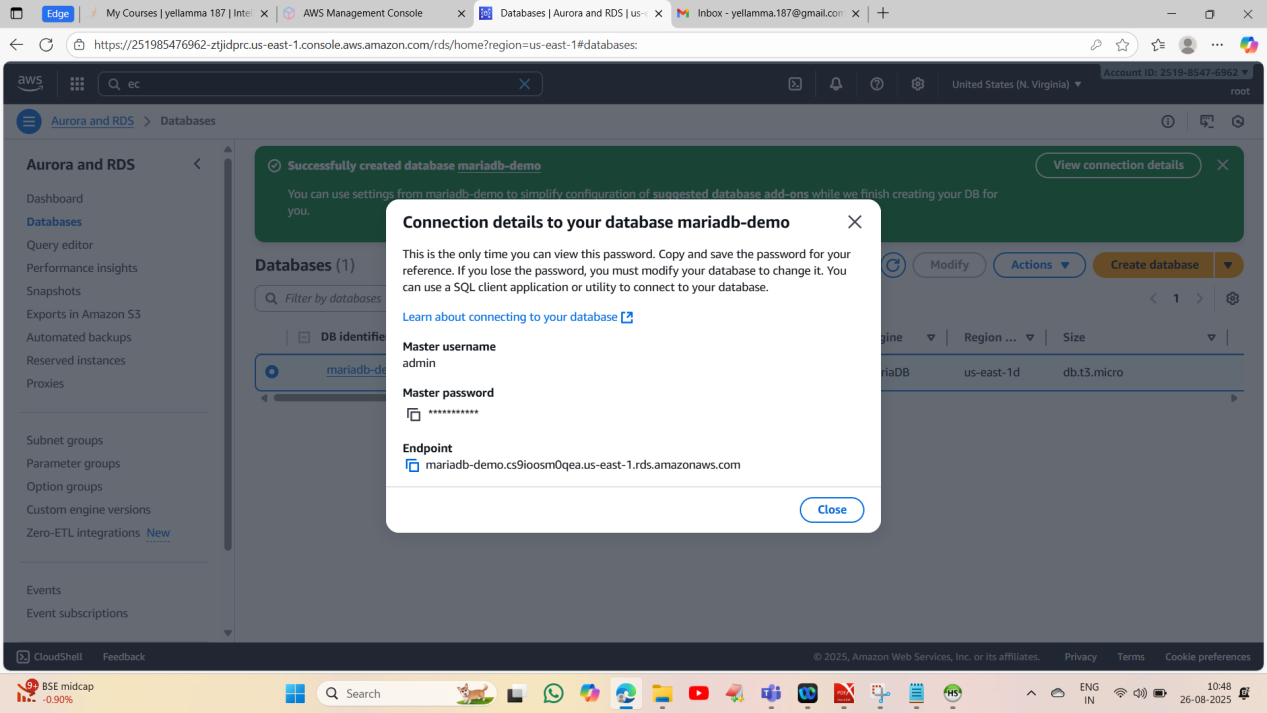 Edge
My Courses | yellamma 187 | Intel
AWS Management Console
Databases | Aurora and RDS | us-e
Inbox - yellamma.187@gmail.com
https://251985476962-ztjidprc.us-east-1.console.aws.amazon.com/rds/home?region=us-east-1#databases:
aws
ec
United States (N. Virginia)
Account ID: 2519-8547-6962
root
Aurora and RDS > Databases
Aurora and RDS
Dashboard
Databases
Query editor
Performance insights
Snapshots
Exports in Amazon S3
Automated backups
Reserved instances
Proxies
Subnet groups
Parameter groups
Option groups
Custom engine versions
Zero-ETL integrations New
Events
Event subscriptions
Successfully created database mariadb-demo
View connection details
You can use settings from mariadb-demo to simplify configuration of suggested database add-ons while we finish creating your DB for
you.
Databases (1)
Modify
Actions
Create database
Filter by databases
1
DB identifie
gine
Region ...
Size
mariadb-de
riaDB
us-east-1d
db.t3.micro
Connection details to your database mariadb-demo
This is the only time you can view this password. Copy and save the password for your
reference. If you lose the password, you must modify your database to change it. You
can use a SQL client application or utility to connect to your database.
Learn about connecting to your database
Master username
admin
Master password
***********
Endpoint
mariadb-demo.cs9ioosm0qea.us-east-1.rds.amazonaws.com
Close
CloudShell
Feedback
© 2025, Amazon Web Services, Inc. or its affiliates.
Privacy
Terms
Cookie preferences
9+
BSE midcap
-0.90%
Search
HS
ENG
IN
10:48
26-08-2025